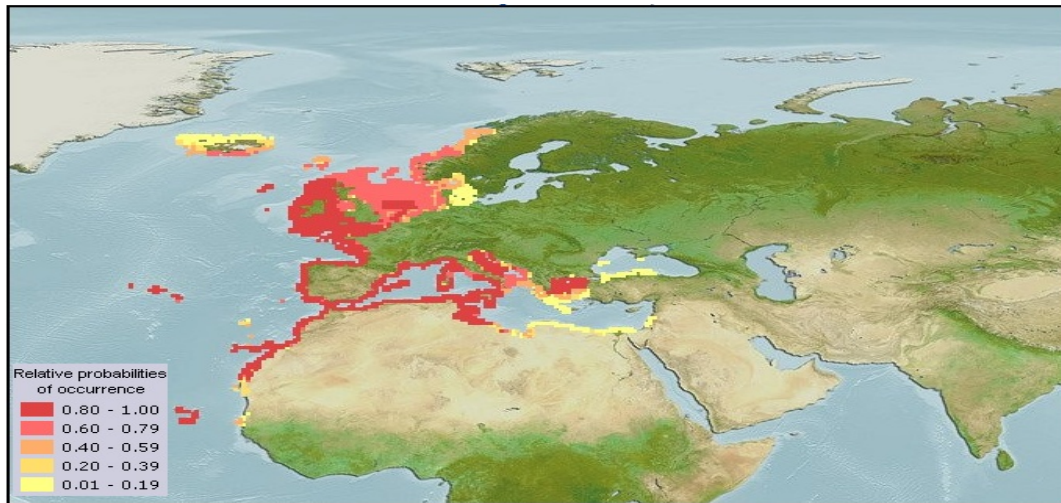 Relative probabilities
of occurrence
0.80 - 1.00
0.60 - 0.79
0.40 - 0.59
0.20 - 0.39
0.01 - 0.19